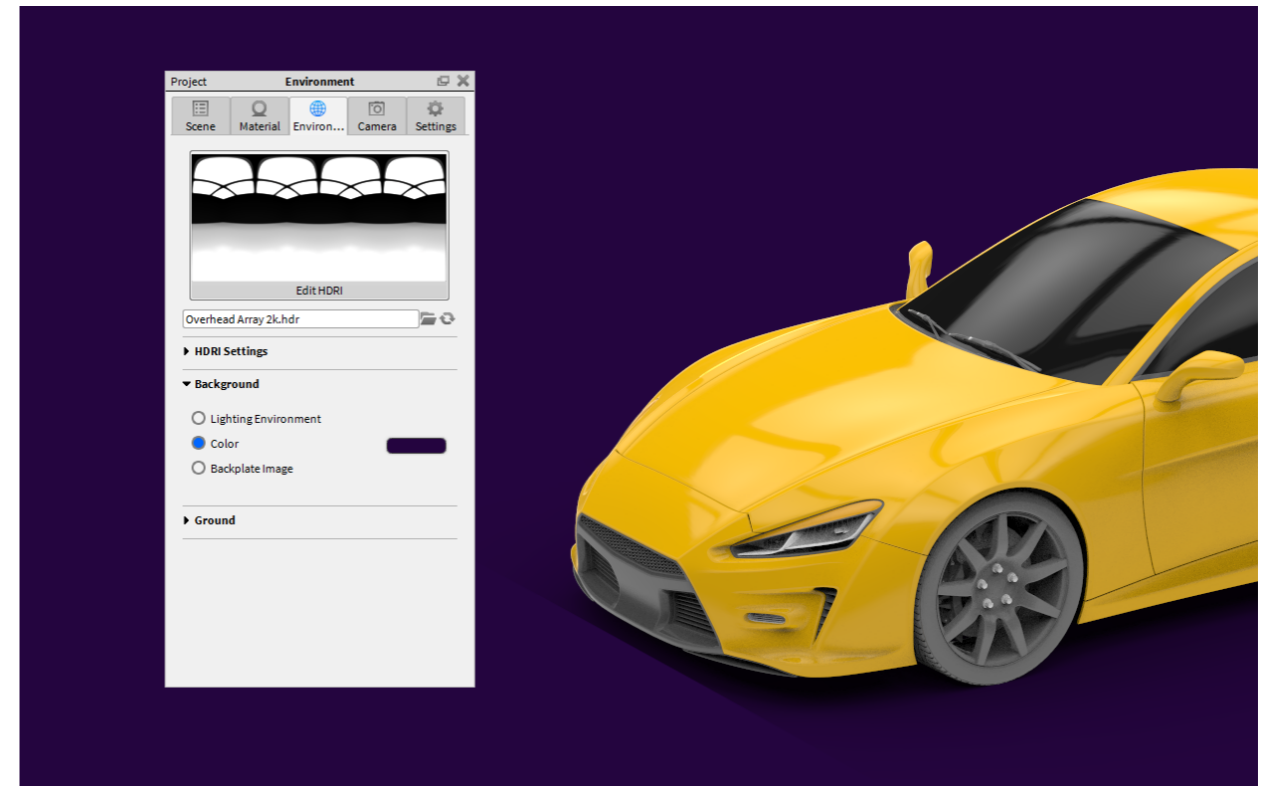 Project Environment
Scene Material Environ... Camera Settings
Edit HDRI
Overhead Array 2k.hdr
HDRI Settings
Background
Lighting Environment
Color
Backplate Image
Ground